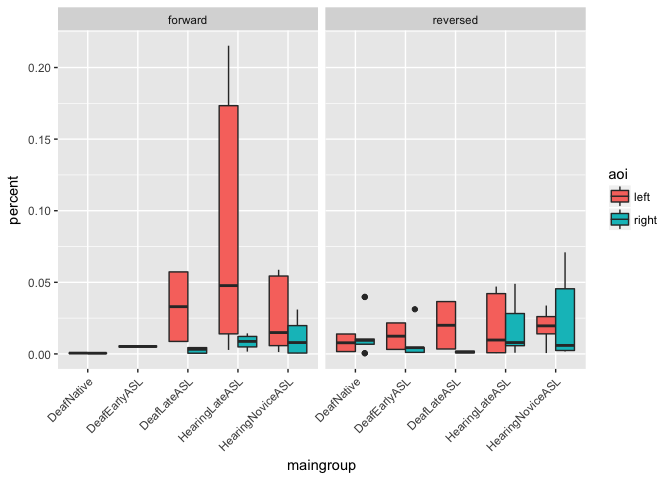 forward reversed
percent
0.20
0.15
0.10
0.05
0.00
DeafNative DeafEarlyASL DeafLateASL HearingLateASL HearingNoviceASL DeafNative DeafEarlyASL DeafLateASL HearingLateASL HearingNoviceASL
maingroup
aoi
left
right